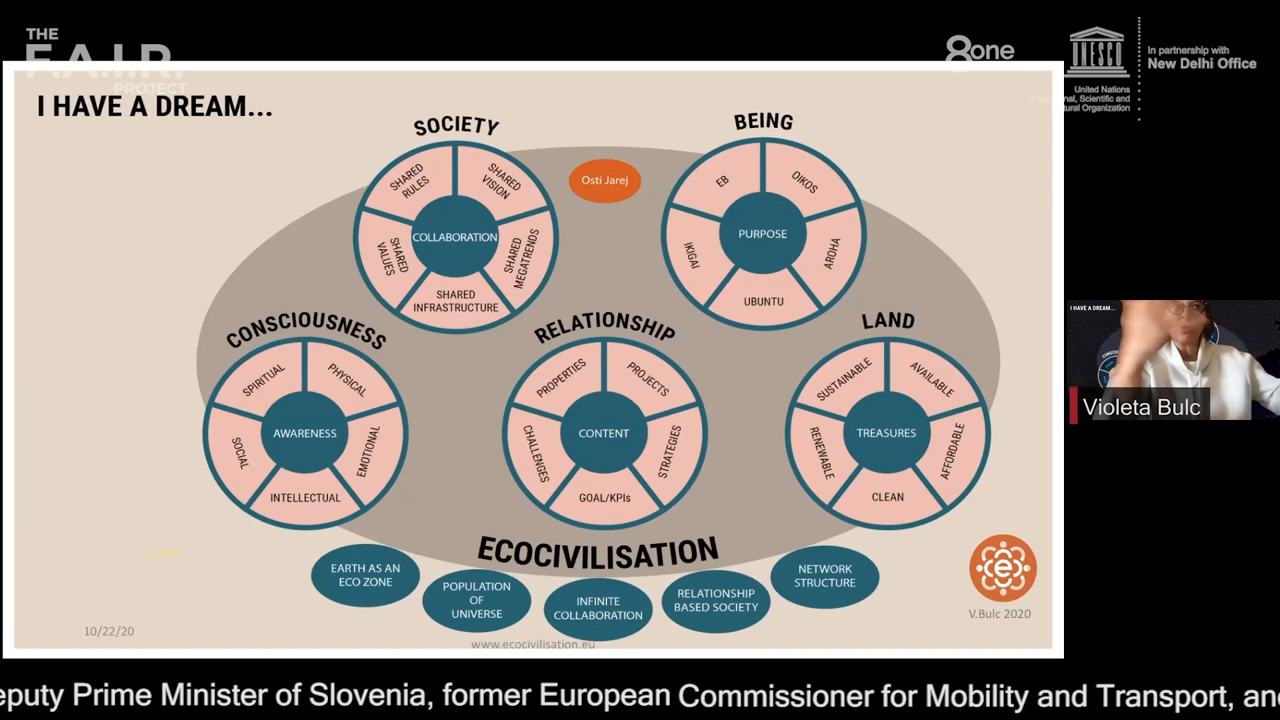 THE
F.A.I.R.
PROJECT
8one
UNESCO
United Nations
In partnership with
New Delhi Office
I HAVE A DREAM...
SOCIETY
SHARED
RULES
SHARED
VISION
SHARED
VALUES
SHARED
MEGATRENDS
SHARED
INFRASTRUCTURE
COLLABORATION
Osti Jarej
BEING
EB
OIKOS
IKIGAI
AROHA
UBUNTU
PURPOSE
CONSCIOUSNESS
SPIRITUAL
PHYSICAL
SOCIAL
EMOTIONAL
INTELLECTUAL
AWARENESS
RELATIONSHIP
PROPERTIES
PROJECTS
CHALLENGES
STRATEGIES
GOAL/KPIs
CONTENT
LAND
SUSTAINABLE
AVAILABLE
RENEWABLE
AFFORDABLE
CLEAN
TREASURES
ECOCIVILISATION
EARTH AS AN
ECO ZONE
POPULATION
OF
UNIVERSE
INFINITE
COLLABORATION
RELATIONSHIP
BASED SOCIETY
NETWORK
STRUCTURE
e
V.Bulc 2020
10/22/20
www.ecocivilisation.eu
I HAVE A DREAM...
Violeta Bulc
eputy Prime Minister of Slovenia, former European Commissioner for Mobility and Transport, an